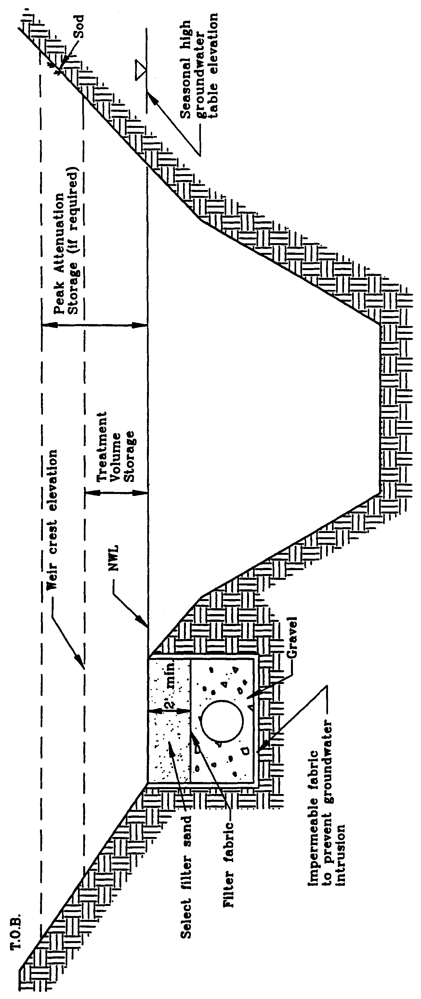 T.O.B.
Weir crest elevation
Peak Attenuation
Storage (if required)
Sod
NWL
Treatment
Volume
Storage
Seasonal high
groundwater
table elevation
2' min.
Select filter sand
Filter fabric
Gravel
Impermeable fabric
to prevent groundwater
intrusion